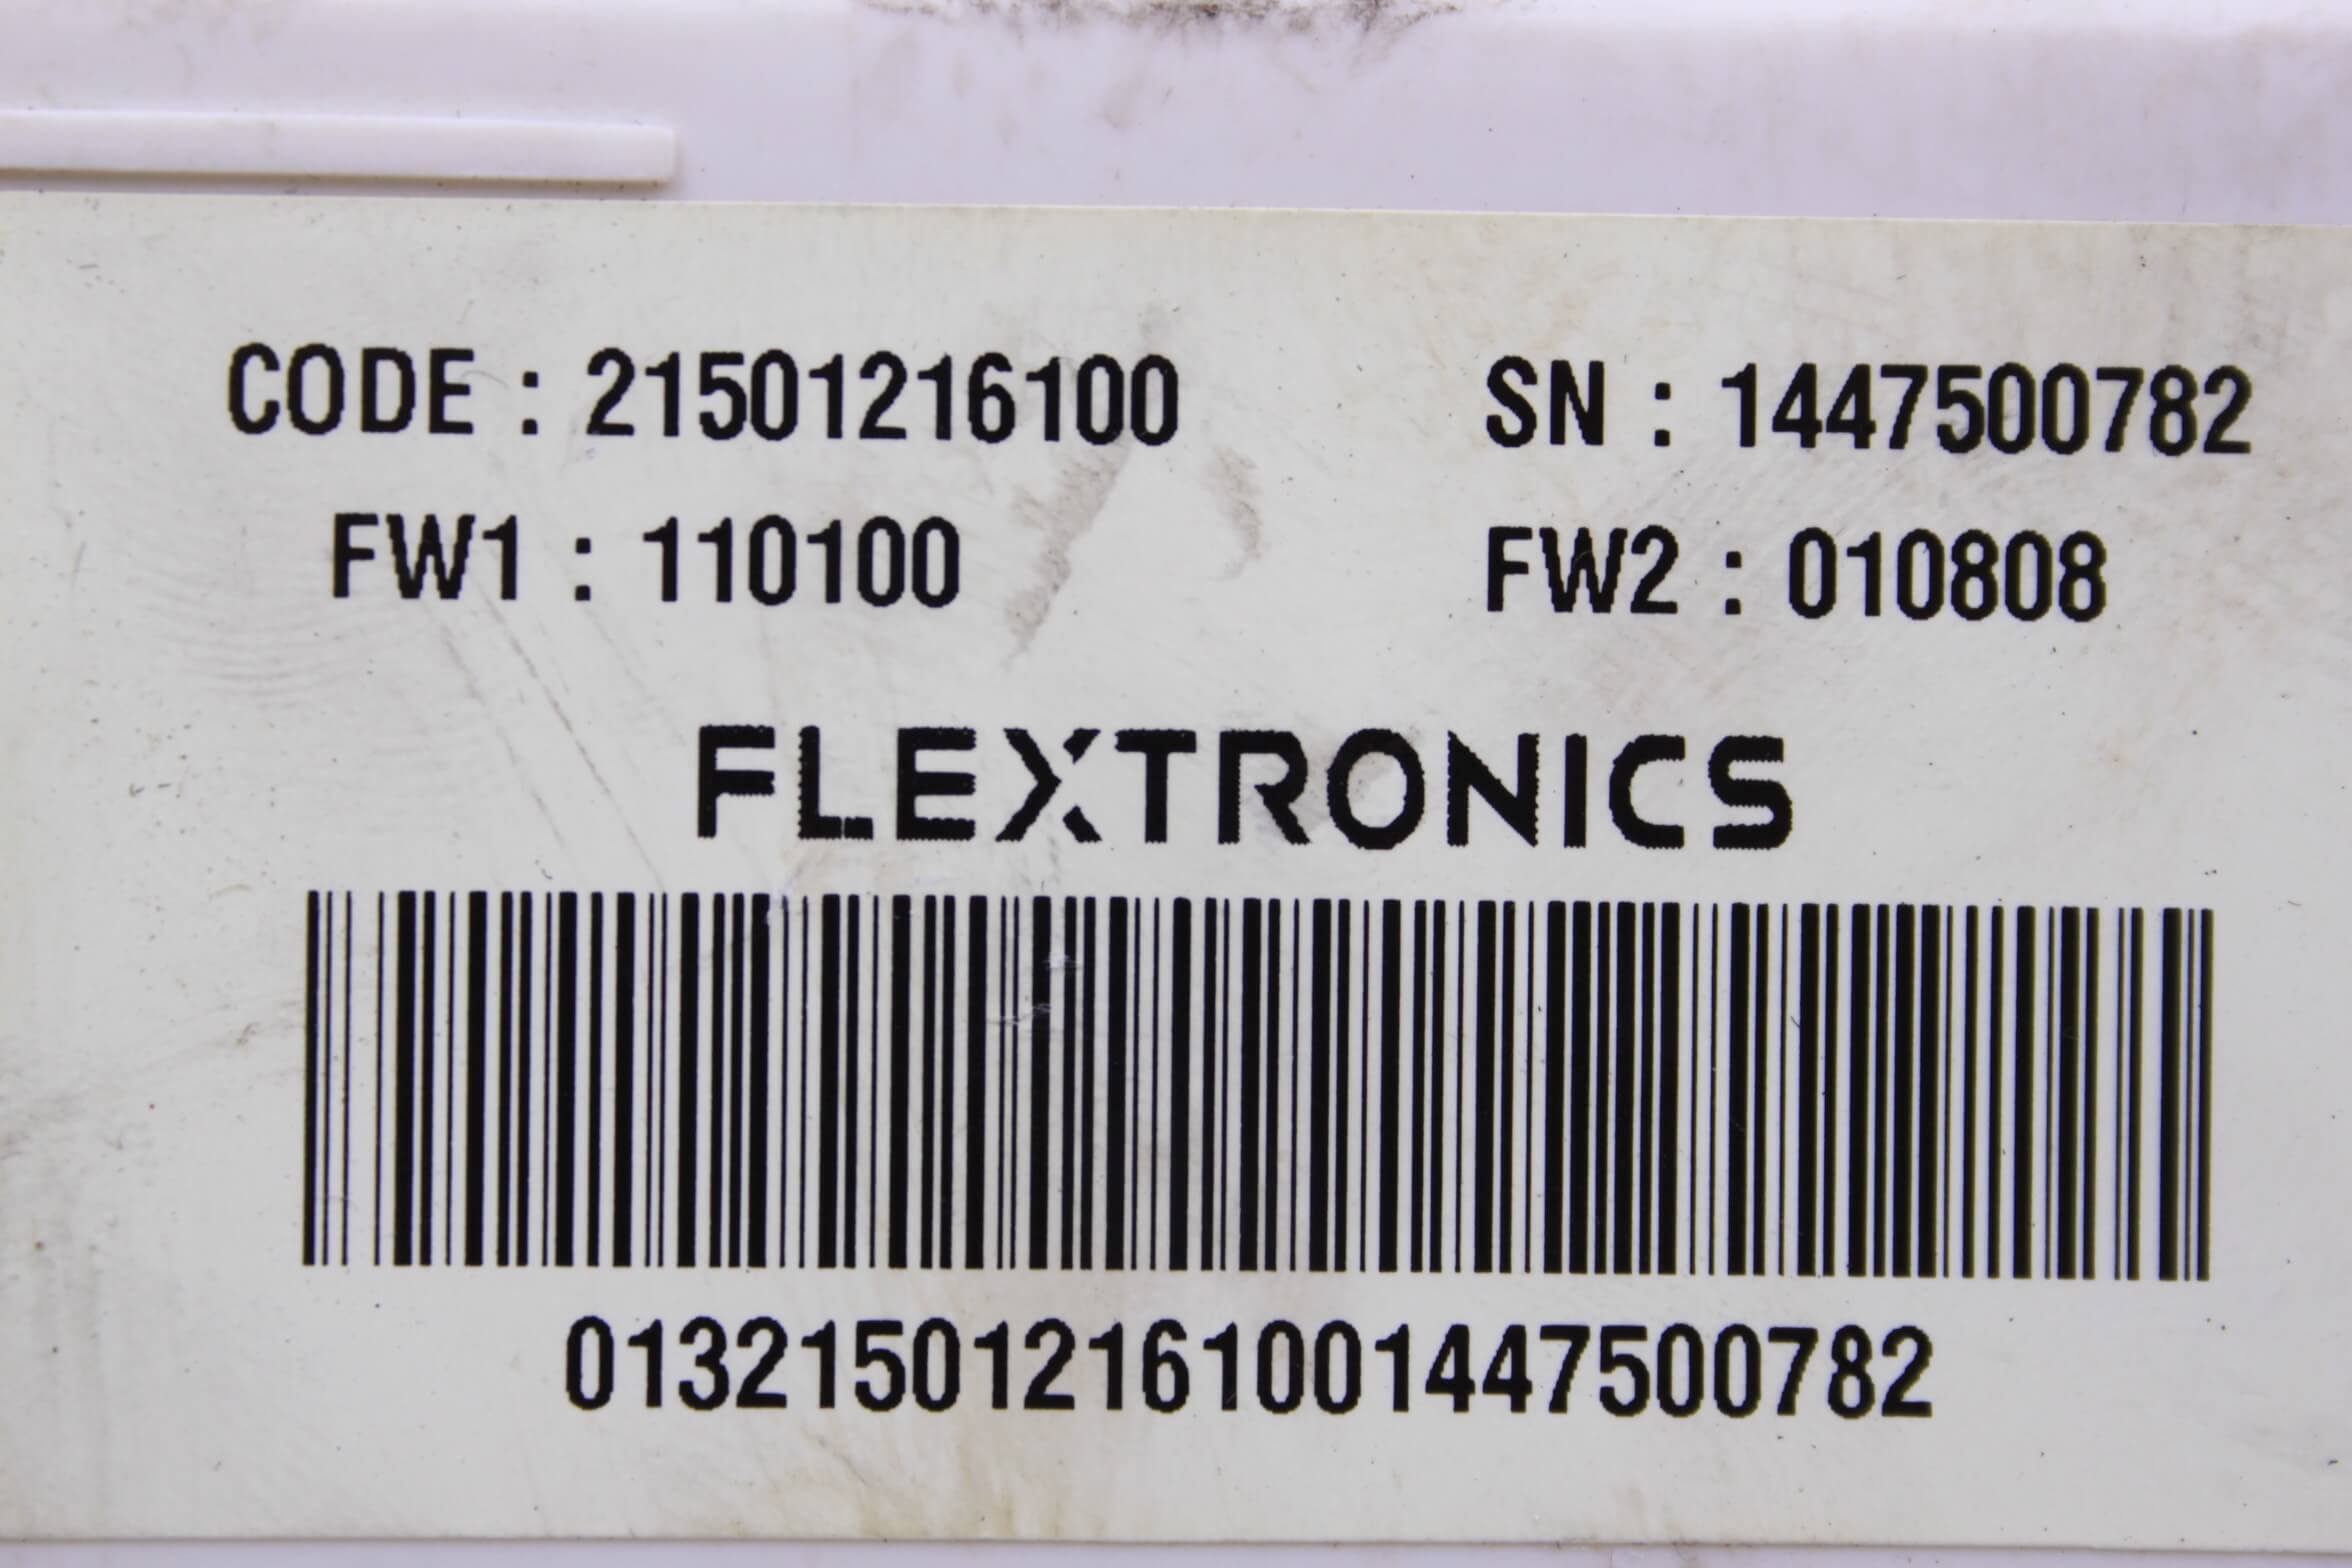 CODE : 21501216100 SN : 1447500782
FW1 : 110100 FW2 : 010808
FLEXTRONICS
013215012161001447500782